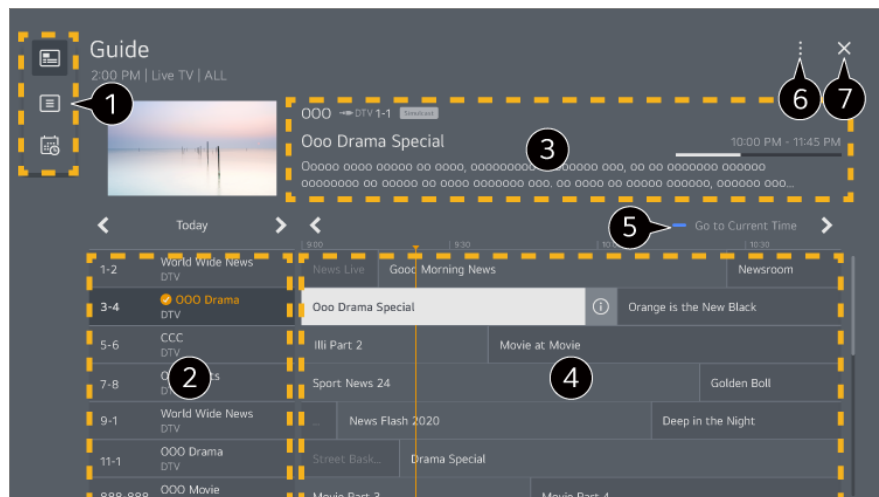 Guide
2:00 PM | Live TV | ALL
6
7
1
OOO DTV 1-1 Simulcast
Ooo Drama Special
3
10:00 PM - 11:45 PM
Today
5
Go to Current Time
9:00
9:30
10:30
1-2 World Wide News
DTV
News Live
Good Morning News
Newsroom
3-4 OOO Drama
DTV
Ooo Drama Special
Orange is the New Black
5-6 CCC
DTV
Illi Part 2
Movie at Movie
7-8
DTV
2
Sport News 24
4
Golden Boll
9-1 World Wide News
DTV
...
News Flash 2020
Deep in the Night
11-1 OOO Drama
DTV
Street Bask...
Drama Special
888-888 OOO Movie
Movie Part 3
Movie Part 4